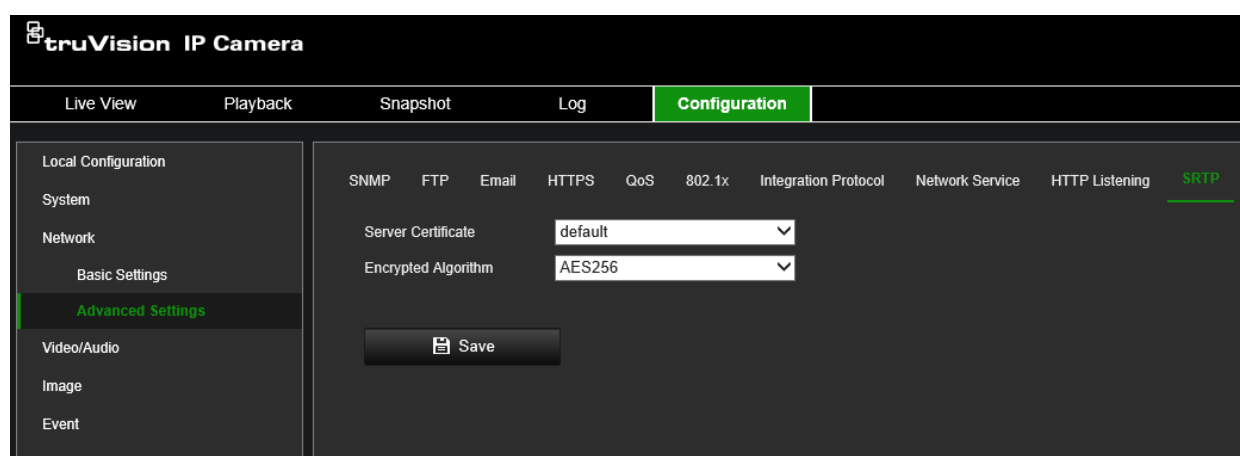 truVision IP Camera
Live View Playback Snapshot Log Configuration
Local Configuration
System
Network
Basic Settings
Advanced Settings
Video/Audio
Image
Event
SNMP FTP Email HTTPS QoS 802.1x Integration Protocol Network Service HTTP Listening SRTP
Server Certificate default
Encrypted Algorithm AES256
Save